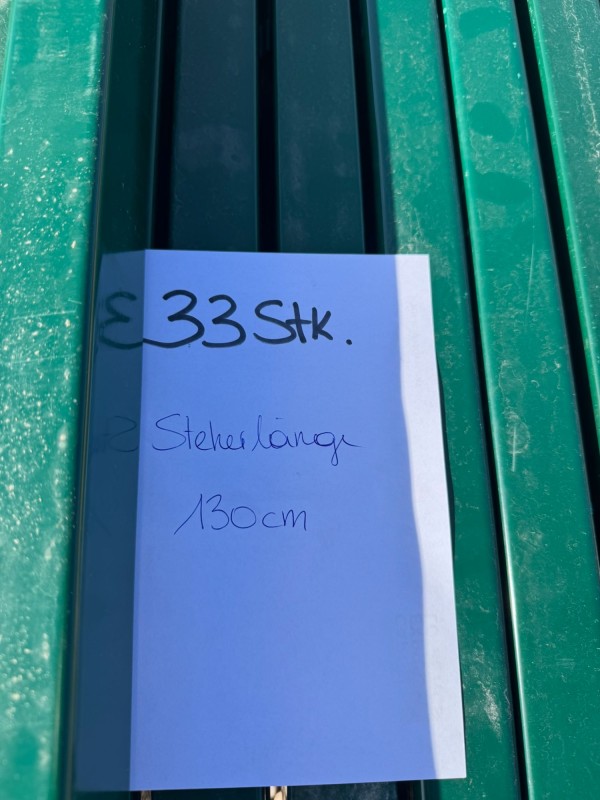 33 Stk.
Steherlänge
130cm